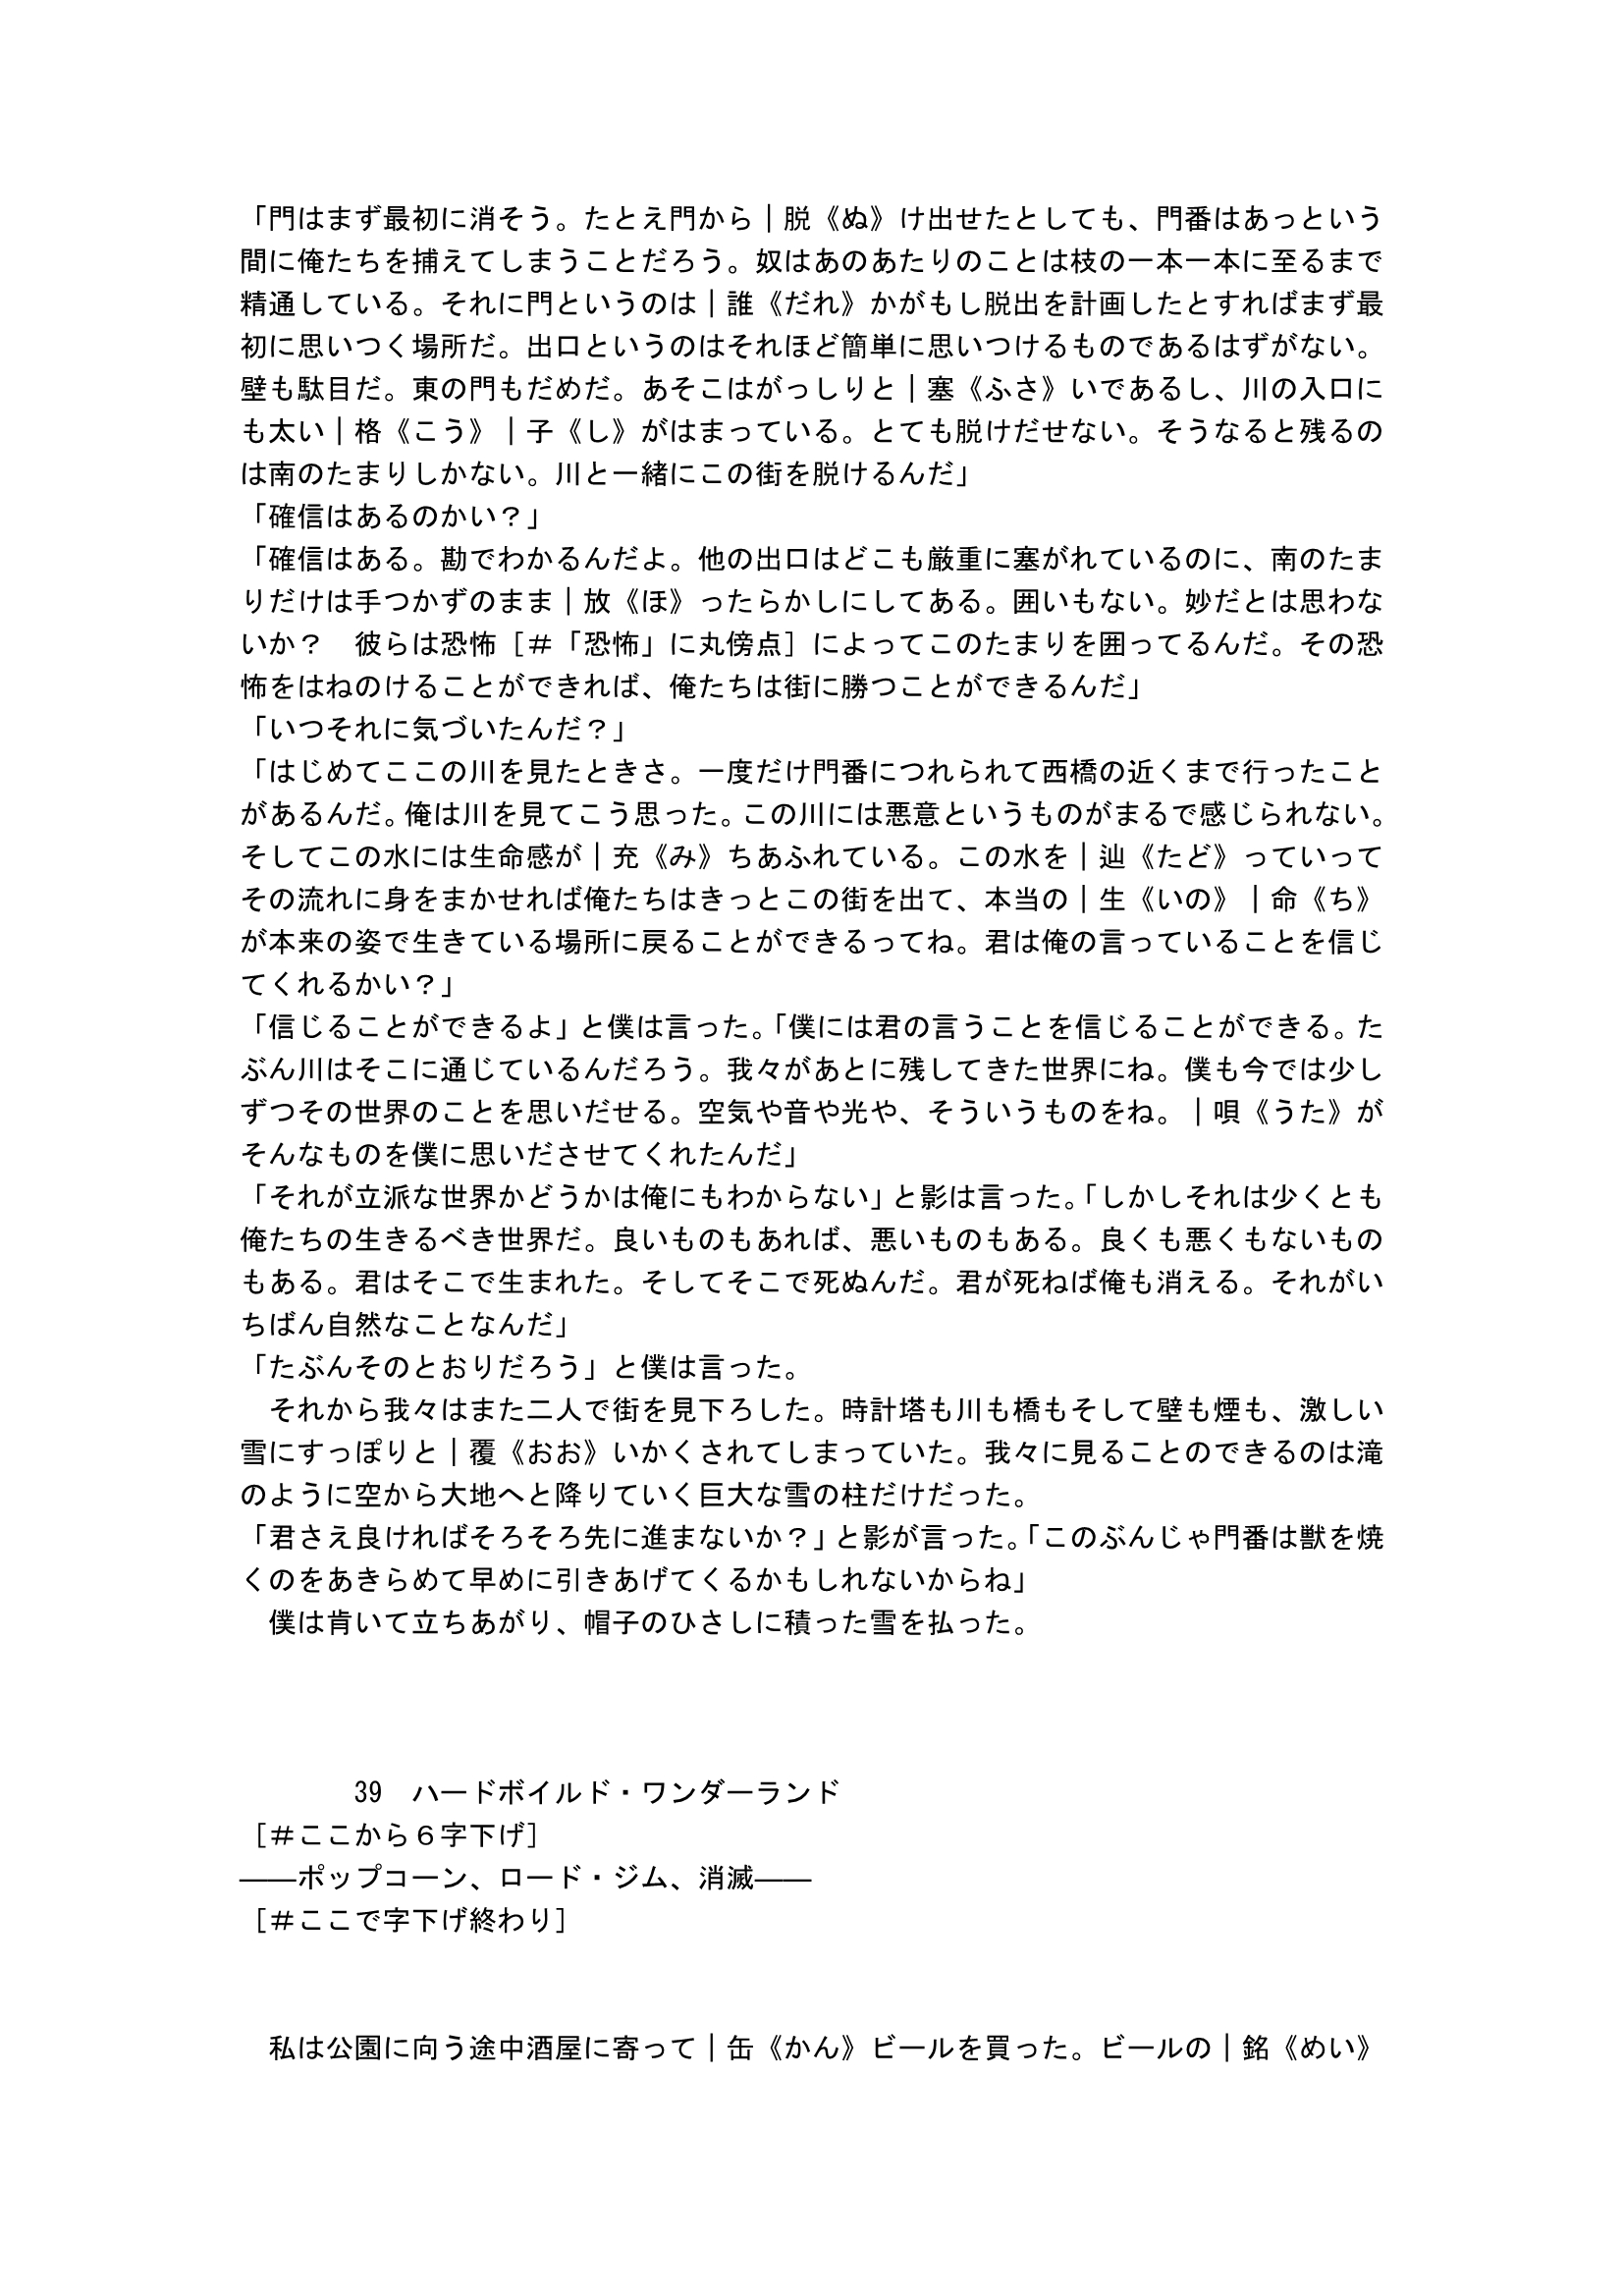 「門はまず最初に消そう。たとえ門から｜脱《ぬ》け出せたとしても、門番はあっという
間に俺たちを捕えてしまうことだろう。奴はあのあたりのことは枝の一本一本に至るまで
精通している。それに門というのは｜誰《だれ》かがもし脱出を計画したとすればまず最
初に思いつく場所だ。出口というのはそれほど簡単に思いつけるものであるはずがない。
壁も駄目だ。東の門もだめだ。あそこはがっしりと｜塞《ふさ》いであるし、川の入口に
も太い｜格《こう》｜子《し》がはまっている。とても脱けだせない。そうなると残るの
は南のたまりしかない。川と一緒にこの街を脱けるんだ」
「確信はあるのかい？」
「確信はある。勘でわかるんだよ。他の出口はどこも厳重に塞がれているのに、南のたま
りだけは手つかずのまま｜放《ほ》ったらかしにしてある。囲いもない。妙だとは思わな
いか？　彼らは恐怖［＃「恐怖」に丸傍点］によってこのたまりを囲ってるんだ。その恐
怖をはねのけることができれば、俺たちは街に勝つことができるんだ」
「いつそれに気づいたんだ？」
「はじめてここの川を見たときさ。一度だけ門番につれられて西橋の近くまで行ったこと
があるんだ。俺は川を見てこう思った。この川には悪意というものがまるで感じられない。
そしてこの水には生命感が｜充《み》ちあふれている。この水を｜辿《たど》っていって
その流れに身をまかせれば俺たちはきっとこの街を出て、本当の｜生《いの》｜命《ち》
が本来の姿で生きている場所に戻ることができるってね。君は俺の言っていることを信じ
てくれるかい？」
「信じることができるよ」と僕は言った。「僕には君の言うことを信じることができる。た
ぶん川はそこに通じているんだろう。我々があとに残してきた世界にね。僕も今では少し
ずつその世界のことを思いだせる。空気や音や光や、そういうものをね。｜唄《うた》が
そんなものを僕に思いださせてくれたんだ」
「それが立派な世界かどうかは俺にもわからない」と影は言った。「しかしそれは少くとも
俺たちの生きるべき世界だ。良いものもあれば、悪いものもある。良くも悪くもないもの
もある。君はそこで生まれた。そしてそこで死ぬんだ。君が死ねば俺も消える。それがい
ちばん自然なことなんだ」
「たぶんそのとおりだろう」と僕は言った。
　それから我々はまた二人で街を見下ろした。時計塔も川も橋もそして壁も煙も、激しい
雪にすっぽりと｜覆《おお》いかくされてしまっていた。我々に見ることのできるのは滝
のように空から大地へと降りていく巨大な雪の柱だけだった。
「君さえ良ければそろそろ先に進まないか？」と影が言った。「このぶんじゃ門番は獣を焼
くのをあきらめて早めに引きあげてくるかもしれないからね」
　僕は肯いて立ちあがり、帽子のひさしに積った雪を払った。
39　ハードボイルド・ワンダーランド
［＃ここから６字下げ］
――ポップコーン、ロード・ジム、消滅――
［＃ここで字下げ終わり］
　私は公園に向う途中酒屋に寄って｜缶《かん》ビールを買った。ビールの｜銘《めい》